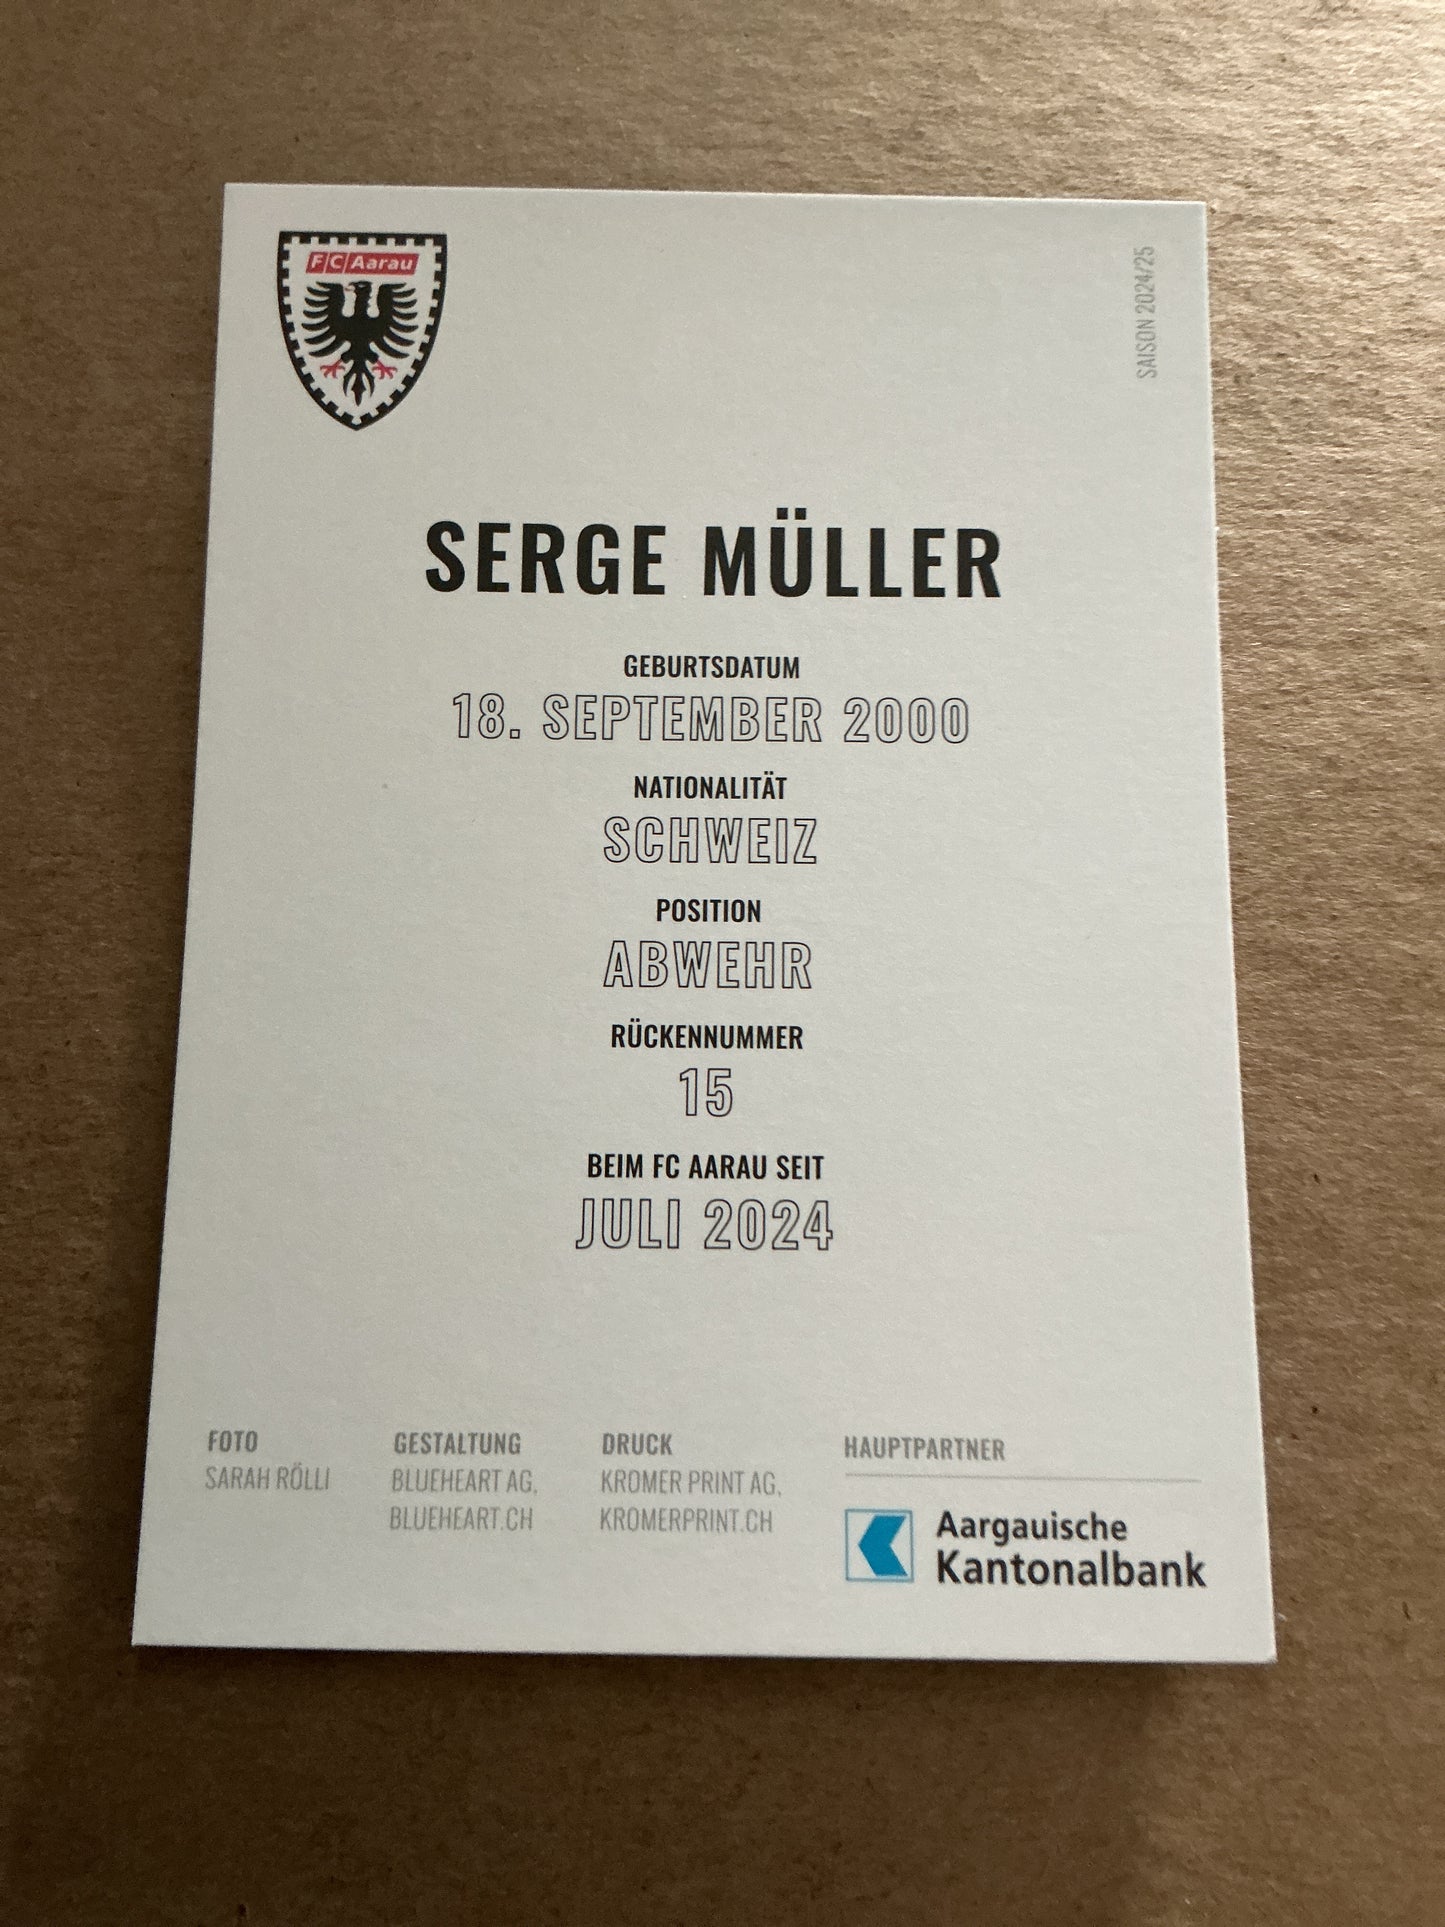 FC Aarau
SAISON 2024/25
SERGE MÜLLER
GEBURTSDATUM
18. SEPTEMBER 2000
NATIONALITÄT
SCHWEIZ
POSITION
ABWEHR
RÜCKENNUMMER
15
BEIM FC AARAU SEIT
JULI 2024
FOTO
SARAH RÖLLI
GESTALTUNG
BLUEHEART AG,
BLUEHEART.CH
DRUCK
KROMER PRINT AG,
KROMERPRINT.CH
HAUPTPARTNER
Aargauische
Kantonalbank